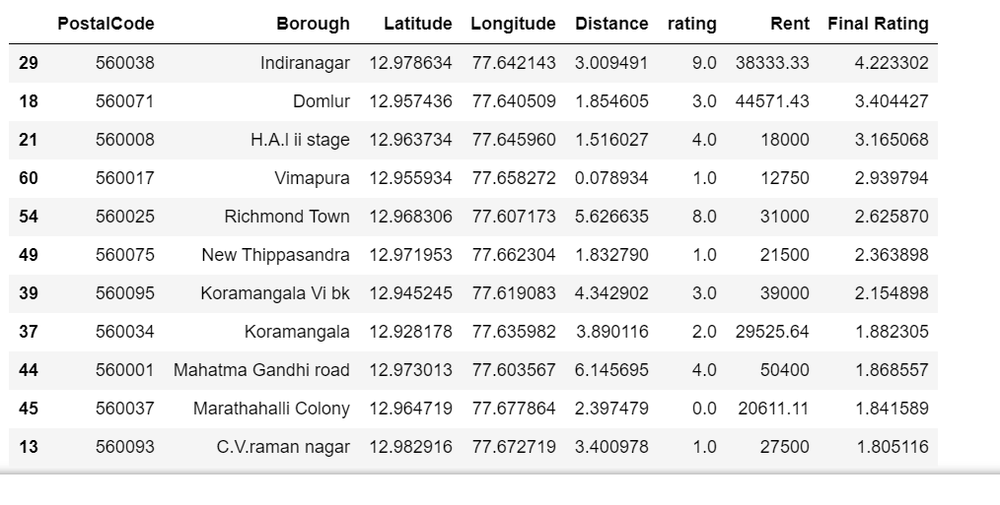 PostalCode Borough Latitude Longitude Distance rating Rent Final Rating
29 560038 Indiranagar 12.978634 77.642143 3.009491 9.0 38333.33 4.223302
18 560071 Domlur 12.957436 77.640509 1.854605 3.0 44571.43 3.404427
21 560008 H.A.l ii stage 12.963734 77.645960 1.516027 4.0 18000 3.165068
60 560017 Vimapura 12.955934 77.658272 0.078934 1.0 12750 2.939794
54 560025 Richmond Town 12.968306 77.607173 5.626635 8.0 31000 2.625870
49 560075 New Thippasandra 12.971953 77.662304 1.832790 1.0 21500 2.363898
39 560095 Koramangala Vi bk 12.945245 77.619083 4.342902 3.0 39000 2.154898
37 560034 Koramangala 12.928178 77.635982 3.890116 2.0 29525.64 1.882305
44 560001 Mahatma Gandhi road 12.973013 77.603567 6.145695 4.0 50400 1.868557
45 560037 Marathahalli Colony 12.964719 77.677864 2.397479 0.0 20611.11 1.841589
13 560093 C.V.raman nagar 12.982916 77.672719 3.400978 1.0 27500 1.805116